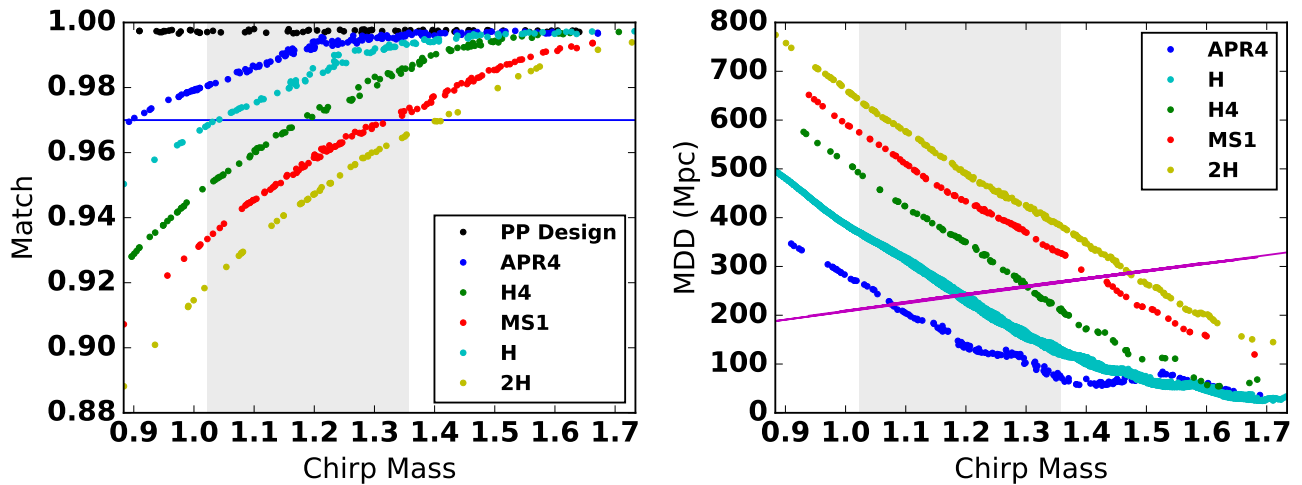 1.00
0.98
0.96
0.94
0.92
0.90
0.88
Match
0.9 1.0 1.1 1.2 1.3 1.4 1.5 1.6 1.7
Chirp Mass
PP Design
APR4
H4
MS1
H
2H
800
700
600
500
400
300
200
100
0
MDD (Mpc)
0.9 1.0 1.1 1.2 1.3 1.4 1.5 1.6 1.7
Chirp Mass
APR4
H
H4
MS1
2H